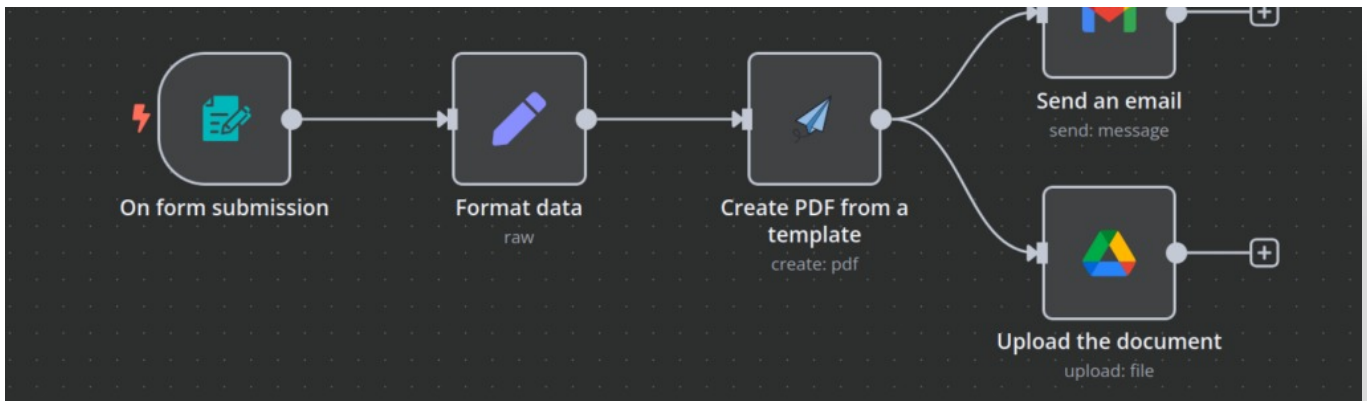 Send an email
send: message
On form submission
Format data
raw
Create PDF from a
template
create: pdf
Upload the document
upload: file